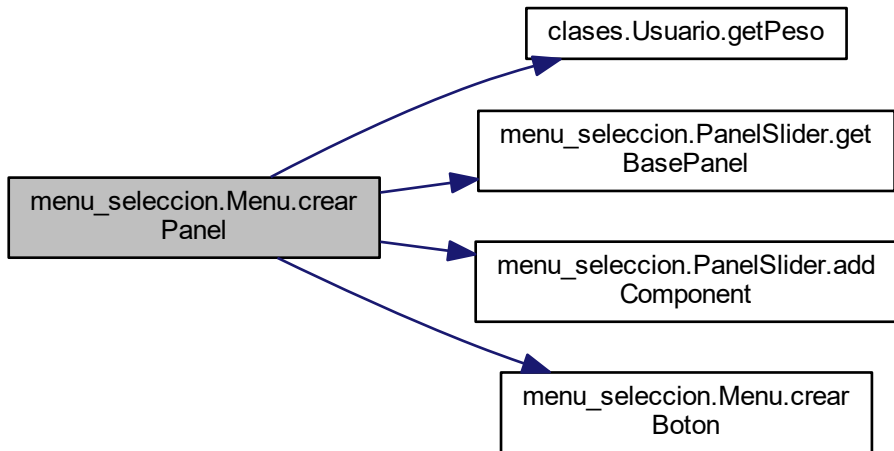 clases.Usuario.getPeso
menu_seleccion.PanelSlider.get
BasePanel
menu_seleccion.Menu.crear
Panel
menu_seleccion.PanelSlider.add
Component
menu_seleccion.Menu.crear
Boton